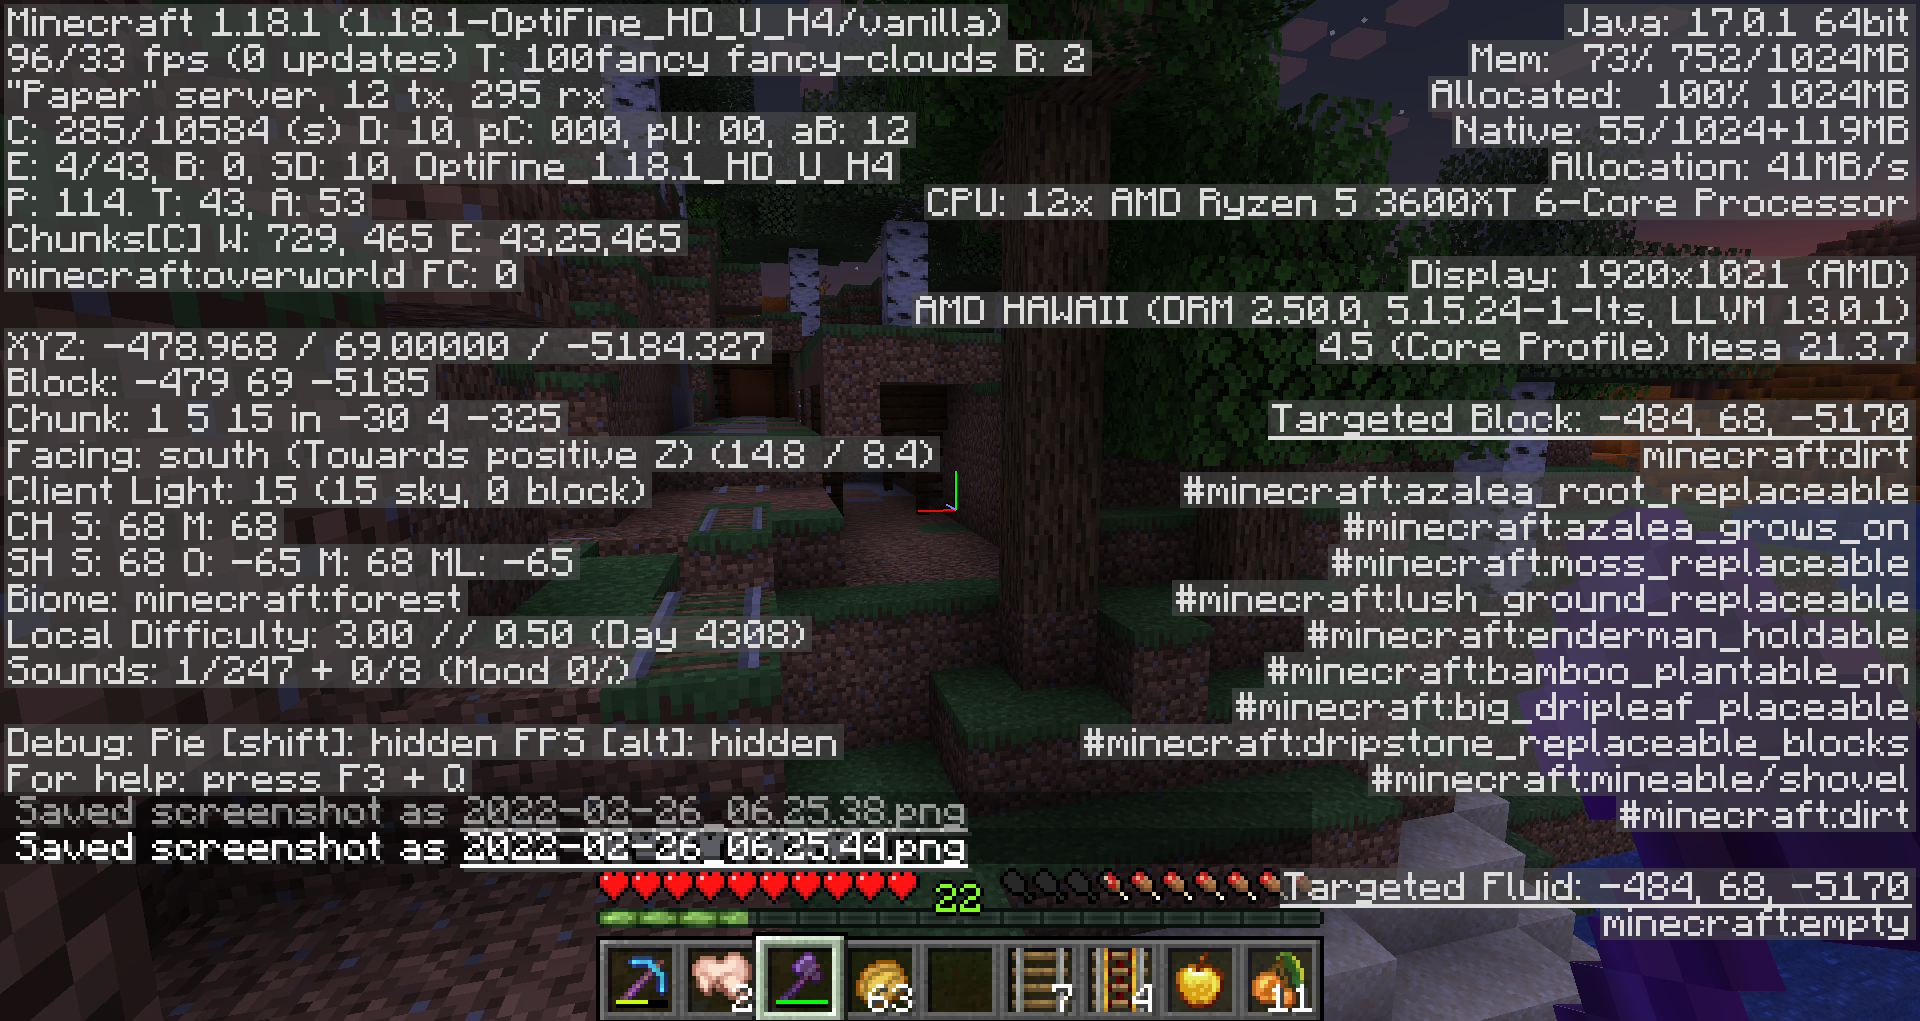 Minecraft 1.18.1 (1.18.1-OptiFine_HD_U_H4/vanilla)
96/33 fps (0 updates) T: 100fancy fancy-clouds B: 2
"Paper" server, 12 tx, 295 rx
C: 285/10584 (s) D: 10, pC: 000, pU: 00, aB: 12
E: 4/43, B: 0, SD: 10, OptiFine_1.18.1_HD_U_H4
P: 114. T: 43, A: 53
Chunks[C] W: 729, 465 E: 43,25,465
minecraft:overworld FC: 0
XYZ: -478.968 / 69.00000 / -5184.327
Block: -479 69 -5185
Chunk: 1 5 15 in -30 4 -325
Facing: south (Towards positive Z) (14.8 / 8.4)
Client Light: 15 (15 sky, 0 block)
CH S: 68 M: 68
SH S: 68 O: -65 M: 68 ML: -65
Biome: minecraft:forest
Local Difficulty: 3.00 // 0.50 (Day 4308)
Sounds: 1/247 + 0/8 (Mood 0%)
Debug: Pie [shift]: hidden FPS [alt]: hidden
For help: press F3 + Q
Saved screenshot as 2022-02-26_06.25.38.png
Saved screenshot as 2022-02-26_06.25.44.png
Java: 17.0.1 64bit
Mem: 73% 752/1024MB
Allocated: 100% 1024MB
Native: 55/1024+119MB
Allocation: 41MB/s
CPU: 12x AMD Ryzen 5 3600XT 6-Core Processor
Display: 1920x1021 (AMD)
AMD HAWAII (DRM 2.50.0, 5.15.24-1-lts, LLVM 13.0.1)
4.5 (Core Profile) Mesa 21.3.7
Targeted Block: -484, 68, -5170
minecraft:dirt
#minecraft:azalea_root_replaceable
#minecraft:azalea_grows_on
#minecraft:moss_replaceable
#minecraft:lush_ground_replaceable
#minecraft:enderman_holdable
#minecraft:bamboo_plantable_on
#minecraft:big_dripleaf_placeable
#minecraft:dripstone_replaceable_blocks
#minecraft:mineable/shovel
#minecraft:dirt
Targeted Fluid: -484, 68, -5170
minecraft:empty
22
2 63 7 4 11